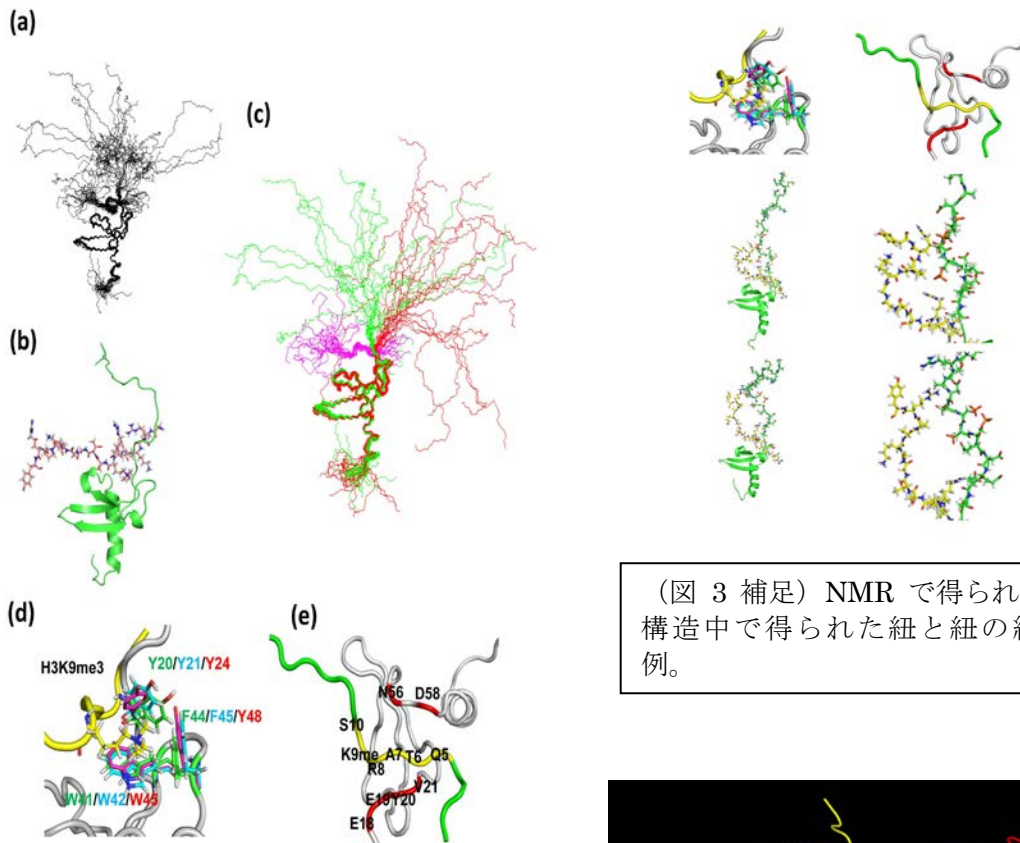 (a)
(c)
(b)
(d)
H3K9me3
Y20/Y21/Y24
F44/F45/Y48
W41/W42/W45
(e)
N56 D58
S10
K9me A7 T6 Q5
R8
V21
E19 Y20
E18
（図 3 補足）NMR で得られ
構造中で得られた紐と紐の
例。